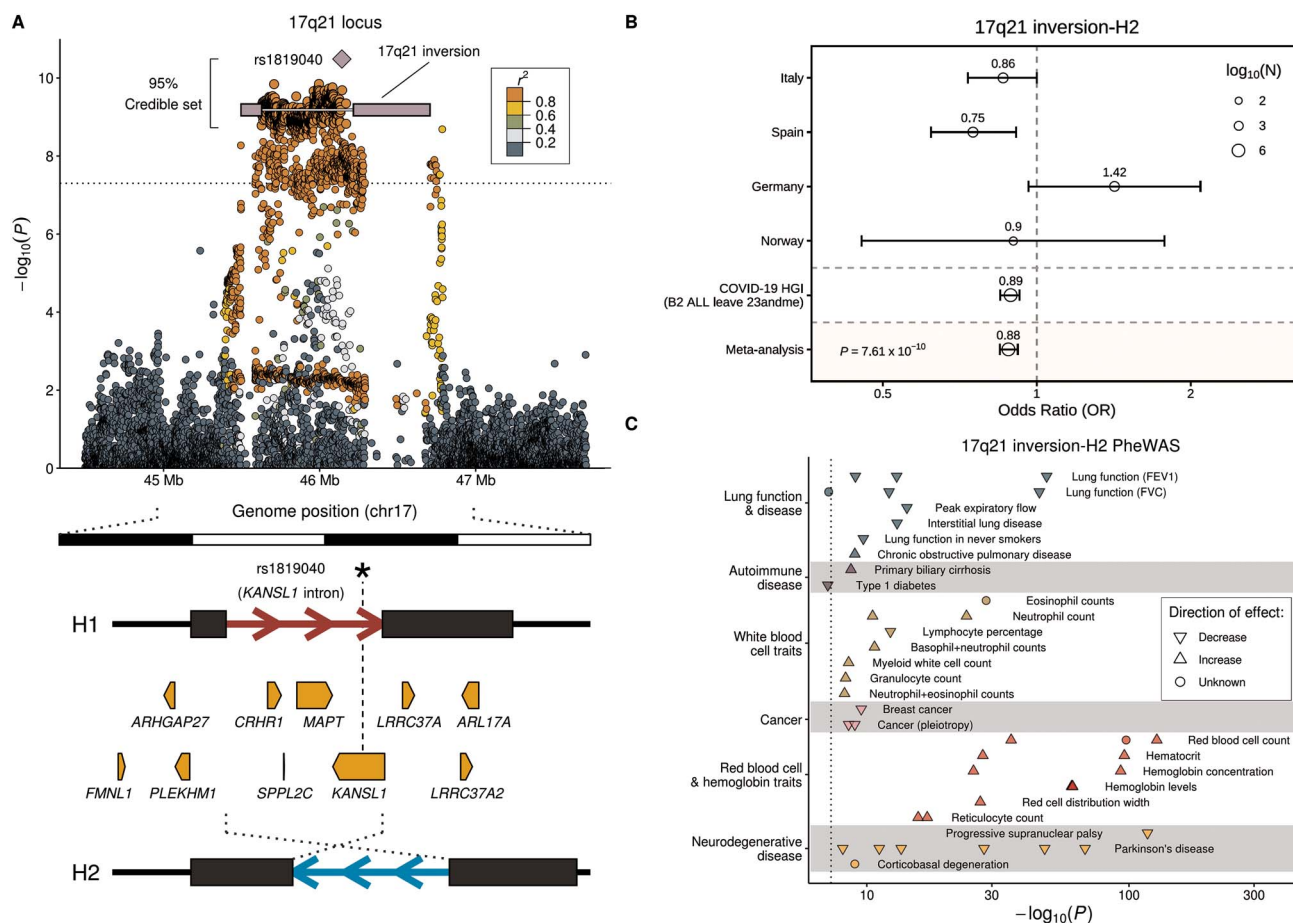 A
17q21 locus
rs1819040
17q21 inversion
95%
Credible set
r2
0.8
0.6
0.4
0.2
10
8
6
4
2
0
−log10(P)
45 Mb
46 Mb
47 Mb
Genome position (chr17)
rs1819040
(KANSL1 intron)
*
H1
ARHGAP27
CRHR1
MAPT
LRRC37A
ARL17A
FMNL1
PLEKHM1
SPPL2C
KANSL1
LRRC37A2
H2
B
17q21 inversion-H2
Italy
0.86
Spain
0.75
Germany
1.42
Norway
0.9
COVID-19 HGI
(B2 ALL leave 23andme)
0.89
Meta-analysis
P = 7.61 x 10−10
0.88
log10(N)
2
3
6
0.5
1
2
Odds Ratio (OR)
C
17q21 inversion-H2 PheWAS
Lung function
& disease
Lung function (FEV1)
Lung function (FVC)
Peak expiratory flow
Interstitial lung disease
Lung function in never smokers
Chronic obstructive pulmonary disease
Autoimmune
disease
Primary biliary cirrhosis
Type 1 diabetes
White blood
cell traits
Eosinophil counts
Neutrophil count
Lymphocyte percentage
Basophil+neutrophil counts
Myeloid white cell count
Granulocyte count
Neutrophil+eosinophil counts
Direction of effect:
Decrease
Increase
Unknown
Cancer
Breast cancer
Cancer (pleiotropy)
Red blood cell
& hemoglobin traits
Red blood cell count
Hematocrit
Hemoglobin concentration
Hemoglobin levels
Red cell distribution width
Reticulocyte count
Neurodegenerative
disease
Progressive supranuclear palsy
Parkinson's disease
Corticobasal degeneration
10
30
100
300
−log10(P)